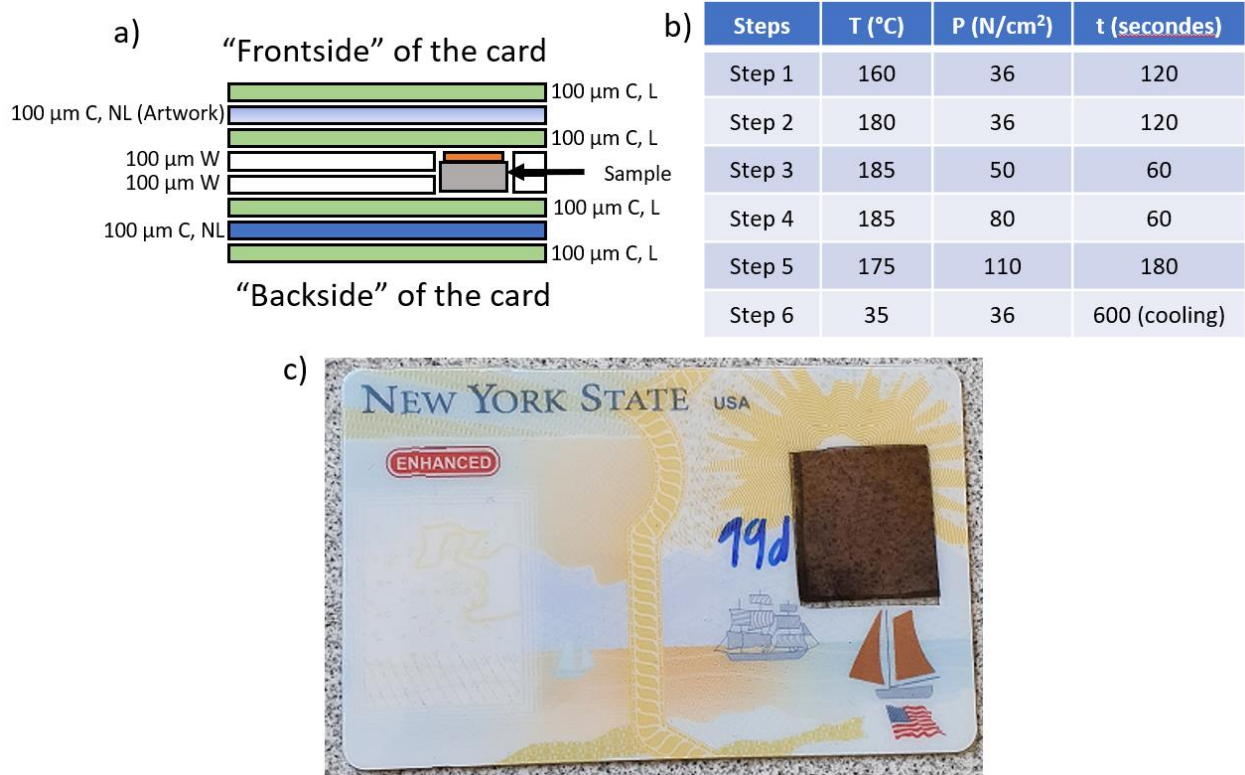 a)
“Frontside” of the card
100 µm C, L
100 µm C, NL (Artwork)
100 µm C, L
100 µm W
100 µm W
Sample
100 µm C, L
100 µm C, NL
100 µm C, L
“Backside” of the card
b)
Steps T (°C) P (N/cm²) t (secondes)
Step 1 160 36 120
Step 2 180 36 120
Step 3 185 50 60
Step 4 185 80 60
Step 5 175 110 180
Step 6 35 36 600 (cooling)
c)
NEW YORK STATE USA
ENHANCED
99d